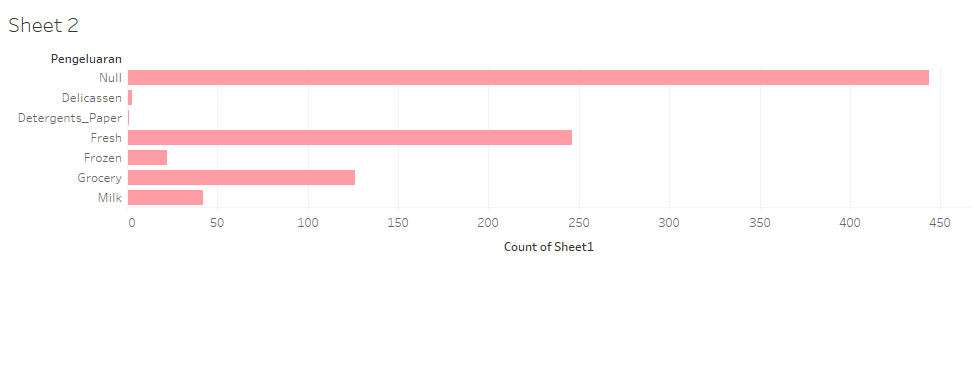 Sheet 2
Pengeluaran
Null
Delicassen
Detergents_Paper
Fresh
Frozen
Grocery
Milk
0 50 100 150 200 250 300 350 400 450
Count of Sheet1